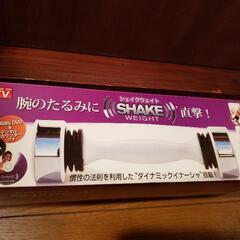 TV
シェイクウェイト
腕のたるみに SHAKE WEIGHT 直撃!
DVD
慣性の法則を利用した"ダイナミックイナーシャ"搭載!